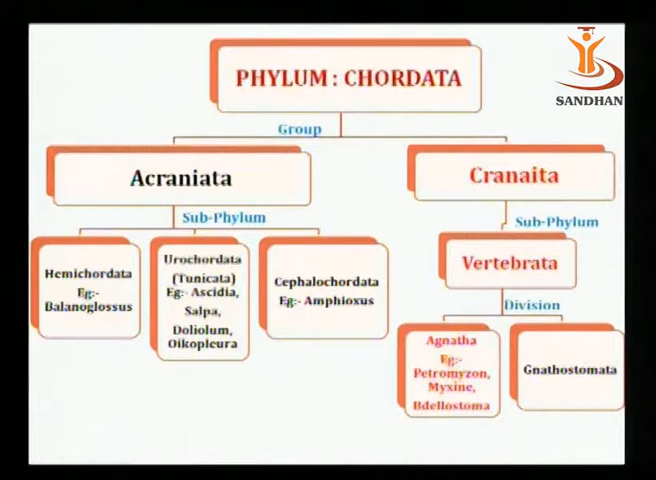 SANDHAN
PHYLUM : CHORDATA
Group
Acraniata
Cranaita
Sub-Phylum
Sub-Phylum
Hemichordata
Eg:-
Balanoglossus
Urochordata
(Tunicata)
Eg:- Ascidia,
Salpa,
Doliolum,
Oikopleura
Cephalochordata
Eg:- Amphioxus
Vertebrata
Division
Agnatha
Eg:-
Petromyzon,
Myxine,
Bdellostoma
Gnathostomata